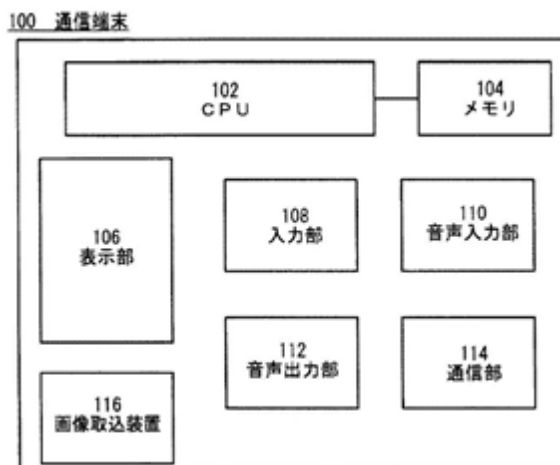 100 通信端末
102
CPU
104
メモリ
106
表示部
108
入力部
110
音声入力部
112
音声出力部
114
通信部
116
画像取込装置